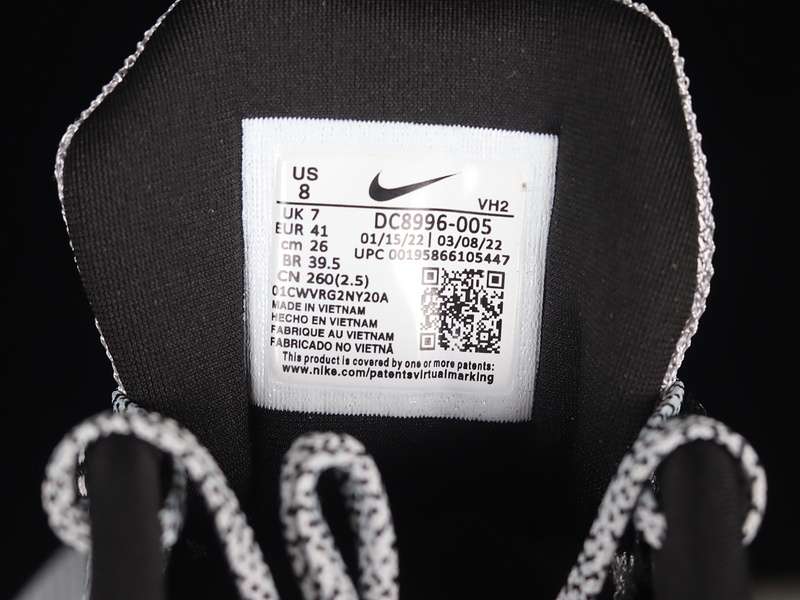 US
8
VH2
UK 7
EUR 41
cm 26
BR 39.5
CN 260(2.5)
DC8996-005
01/15/22 | 03/08/22
UPC 00195866105447
01CWVRG2NY20A
MADE IN VIETNAM
HECHO EN VIETNAM
FABRIQUE AU VIETNAM
FABRICADO NO VIETNÃ
This product is covered by one or more patents:
www.nike.com/patentsvirtualmarking